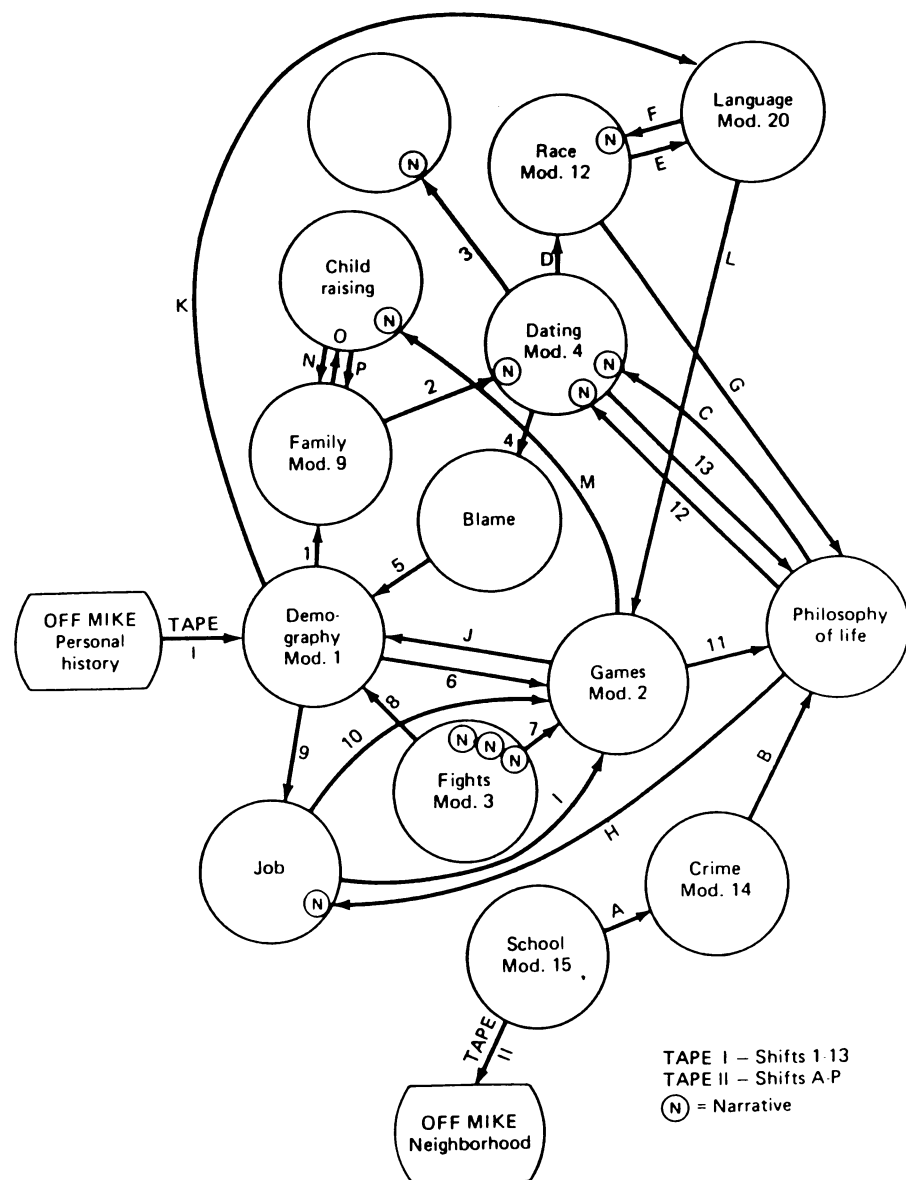 Language
Mod. 20
F
N
Race
Mod. 12
E
N
3
D
L
K
Child
raising
N
Dating
Mod. 4
N
N
N
O
N
P
2
G
C
4
13
12
Family
Mod. 9
M
Blame
1
5
OFF MIKE
Personal
history
TAPE
I
Demo-
graphy
Mod. 1
J
6
Games
Mod. 2
11
Philosophy
of life
8
10
9
N
N
N
7
Fights
Mod. 3
I
B
H
Job
N
Crime
Mod. 14
A
School
Mod. 15
TAPE
II
OFF MIKE
Neighborhood
TAPE I – Shifts 1-13
TAPE II – Shifts A-P
N = Narrative